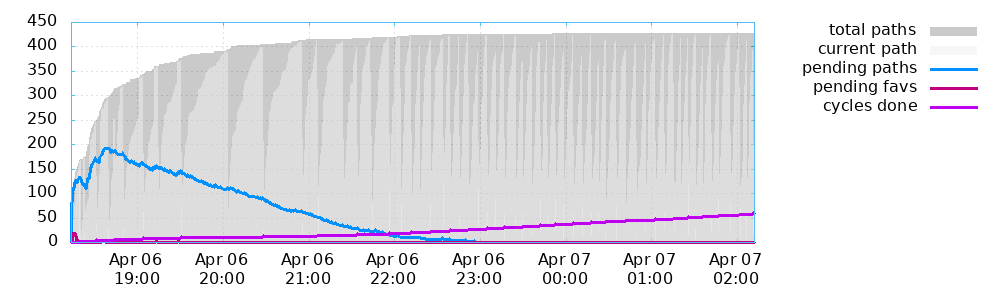 450
400
350
300
250
200
150
100
50
0
Apr 06 Apr 06 Apr 06 Apr 06 Apr 06 Apr 07 Apr 07 Apr 07
19:00 20:00 21:00 22:00 23:00 00:00 01:00 02:00
total paths
current path
pending paths
pending favs
cycles done